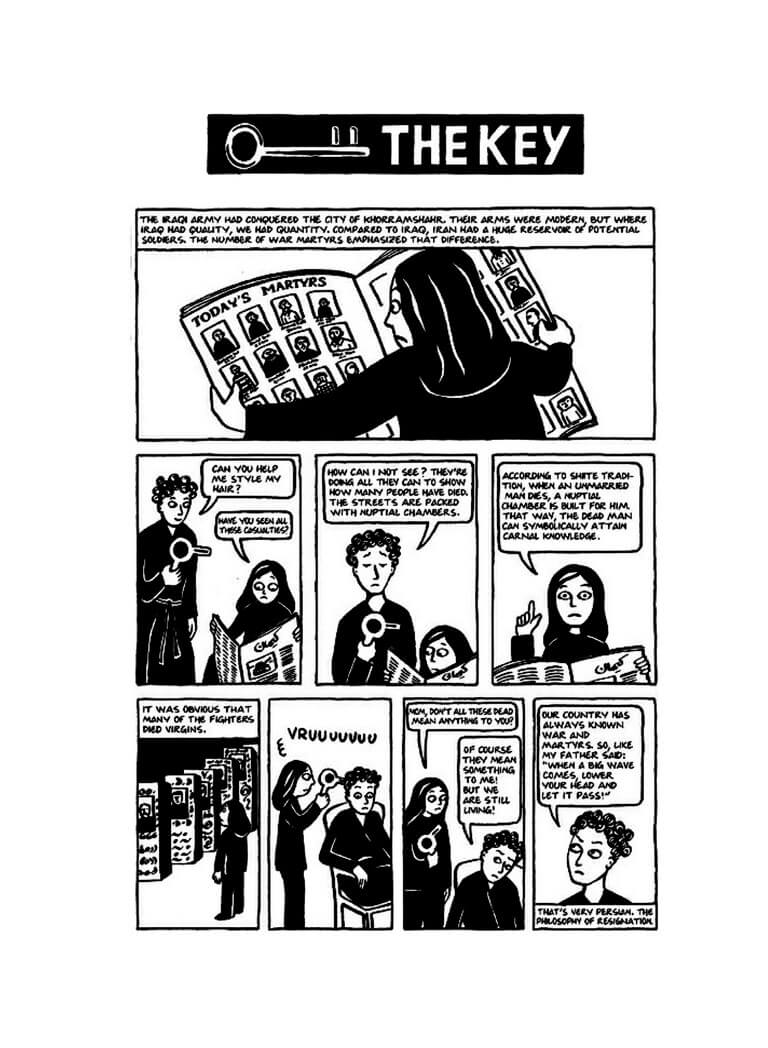 THE KEY
THE IRAQI ARMY HAD CONQUERED THE CITY OF KHORRAMSHAHR. THEIR ARMS WERE MODERN, BUT WHERE
IRAQ HAD QUALITY, WE HAD QUANTITY. COMPARED TO IRAQ, IRAN HAD A HUGE RESERVOIR OF POTENTIAL
SOLDIERS. THE NUMBER OF WAR MARTYRS EMPHASIZED THAT DIFFERENCE.
TODAY'S MARTYRS
CAN YOU HELP
ME STYLE MY
HAIR?
HAVE YOU SEEN ALL
THESE CASUALTIES?
HOW CAN I NOT SEE? THEY'RE
DOING ALL THEY CAN TO SHOW
HOW MANY PEOPLE HAVE DIED.
THE STREETS ARE PACKED
WITH NUPTIAL CHAMBERS.
ACCORDING TO SHIITE TRADI-
TION, WHEN AN UNMARRIED
MAN DIES, A NUPTIAL
CHAMBER IS BUILT FOR HIM.
THAT WAY, THE DEAD MAN
CAN SYMBOLICALLY ATTAIN
CARNAL KNOWLEDGE.
IT WAS OBVIOUS THAT
MANY OF THE FIGHTERS
DIED VIRGINS.
VRUUUUUUU
MOM, DON'T ALL THESE DEAD
MEAN ANYTHING TO YOU?
OF COURSE
THEY MEAN
SOMETHING
TO ME!
BUT WE
ARE STILL
LIVING!
OUR COUNTRY HAS
ALWAYS KNOWN
WAR AND
MARTYRS. SO, LIKE
MY FATHER SAID:
"WHEN A BIG WAVE
COMES, LOWER
YOUR HEAD AND
LET IT PASS!"
THAT'S VERY PERSIAN. THE
PHILOSOPHY OF RESIGNATION.